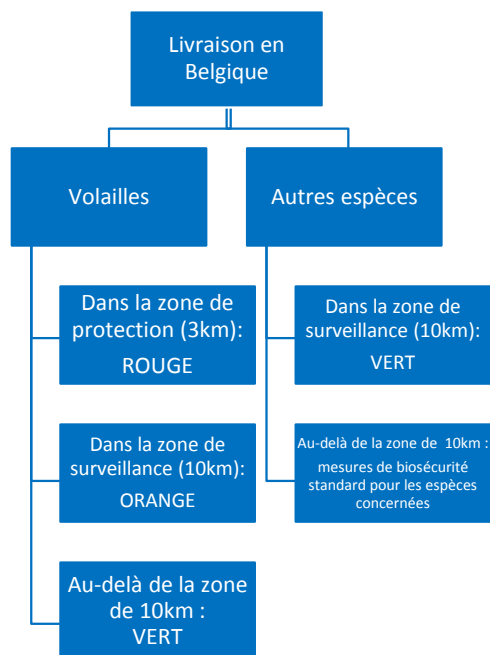 Livraison en
Belgique
Volailles
Autres espèces
Dans la zone de
protection (3km):
ROUGE
Dans la zone de
surveillance (10km):
VERT
Dans la zone de
surveillance (10km):
ORANGE
Au-delà de la zone de 10km :
mesures de biosécurité
standard pour les espèces
concernées
Au-delà de la zone
de 10km :
VERT